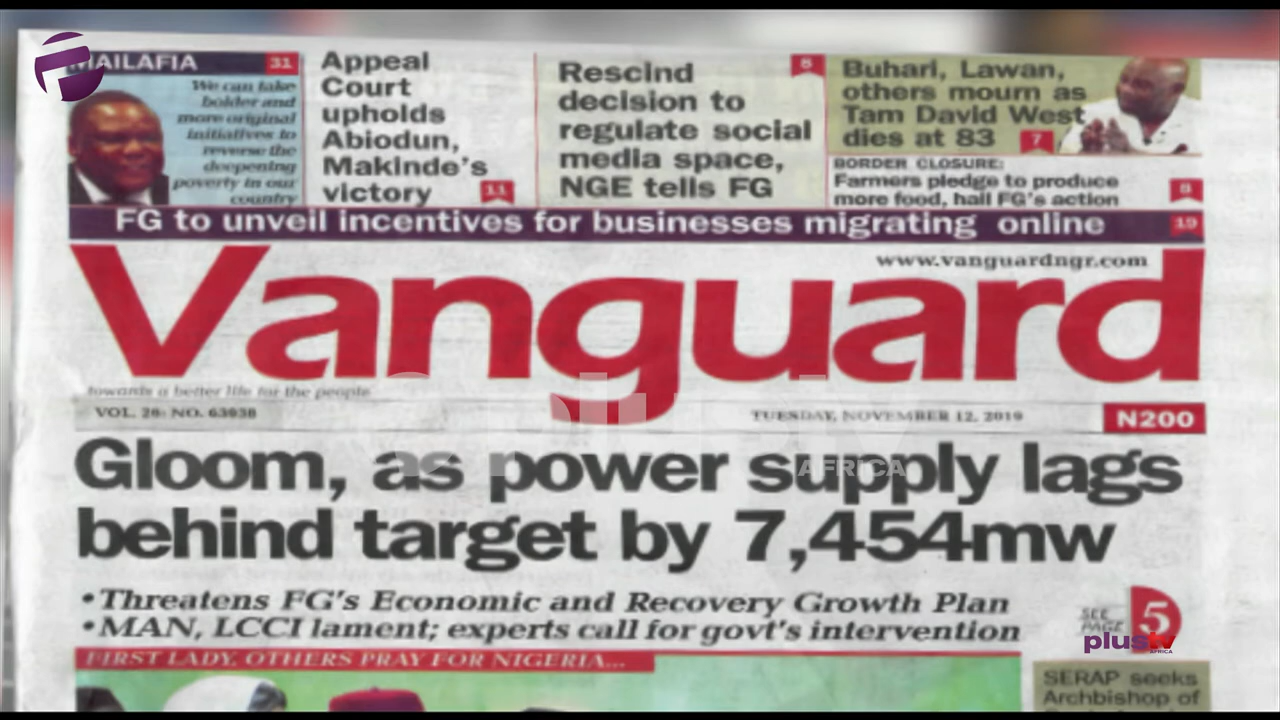 MAILAFIA 31
We can take
bolder and
more original
initiatives to
reverse the
deepening
poverty in our
country
Appeal
Court
upholds
Abiodun,
Makinde's
victory 11
Rescind 8
decision to
regulate social
media space,
NGE tells FG
Buhari, Lawan,
others mourn as
Tam David West
dies at 83 7
BORDER CLOSURE:
Farmers pledge to produce
more food, hail FG's action 8
FG to unveil incentives for businesses migrating online 19
www.vanguardngr.com
Vanguard
towards a better life for the people
VOL. 26: NO. 63938
TUESDAY, NOVEMBER 12, 2019
N200
plustv
AFRICA
Gloom, as power supply lags
behind target by 7,454mw
•Threatens FG's Economic and Recovery Growth Plan
•MAN, LCCI lament; experts call for govt's intervention
SEE
PAGE 5
plustv
AFRICA
FIRST LADY, OTHERS PRAY FOR NIGERIA...
SERAP seeks
Archbishop of